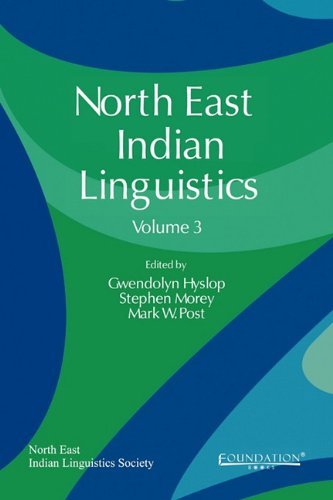 North East
Indian
Linguistics
Volume 3
Edited by
Gwendolyn Hyslop
Stephen Morey
Mark W. Post
North East
Indian Linguistics Society
FOUNDATION®
BOOKS